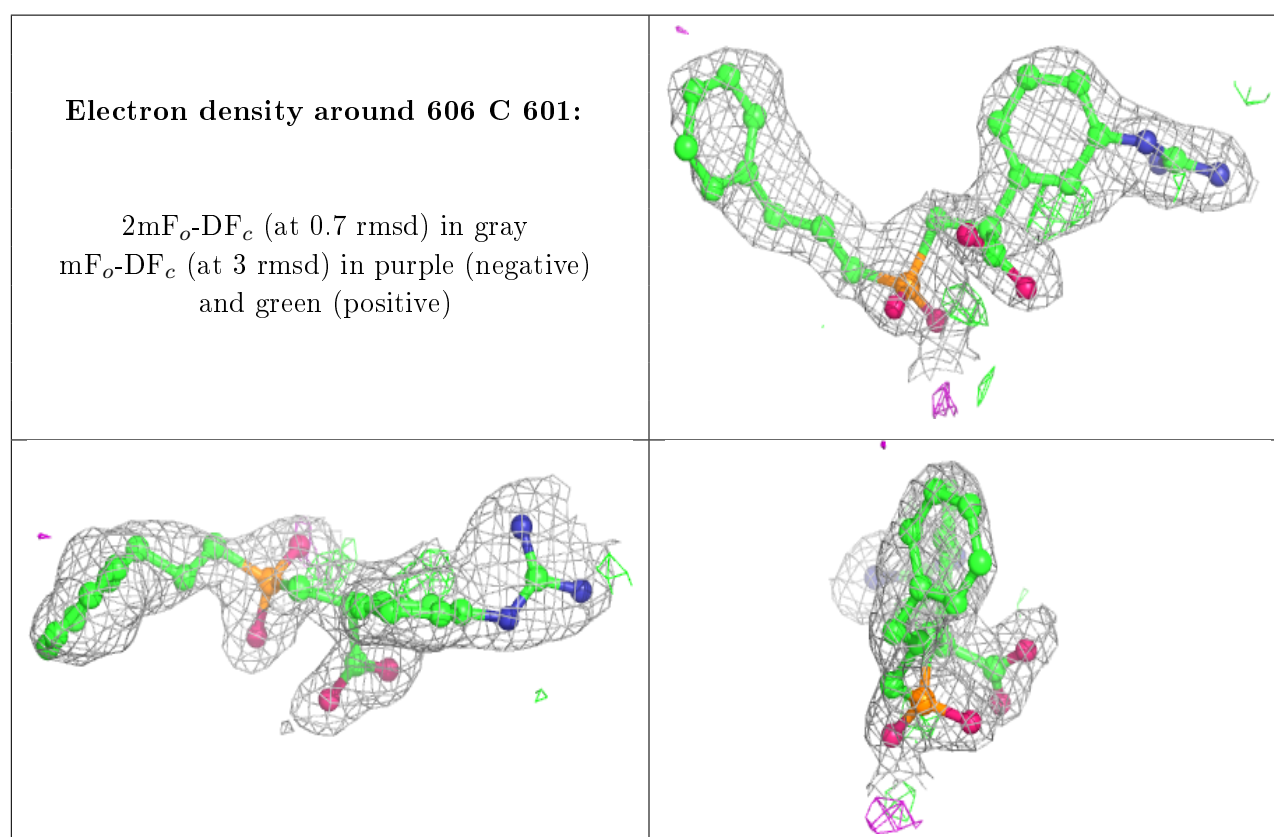 Electron density around 606 C 601:
2mFo-DFc (at 0.7 rmsd) in gray
mFo-DFc (at 3 rmsd) in purple (negative)
and green (positive)